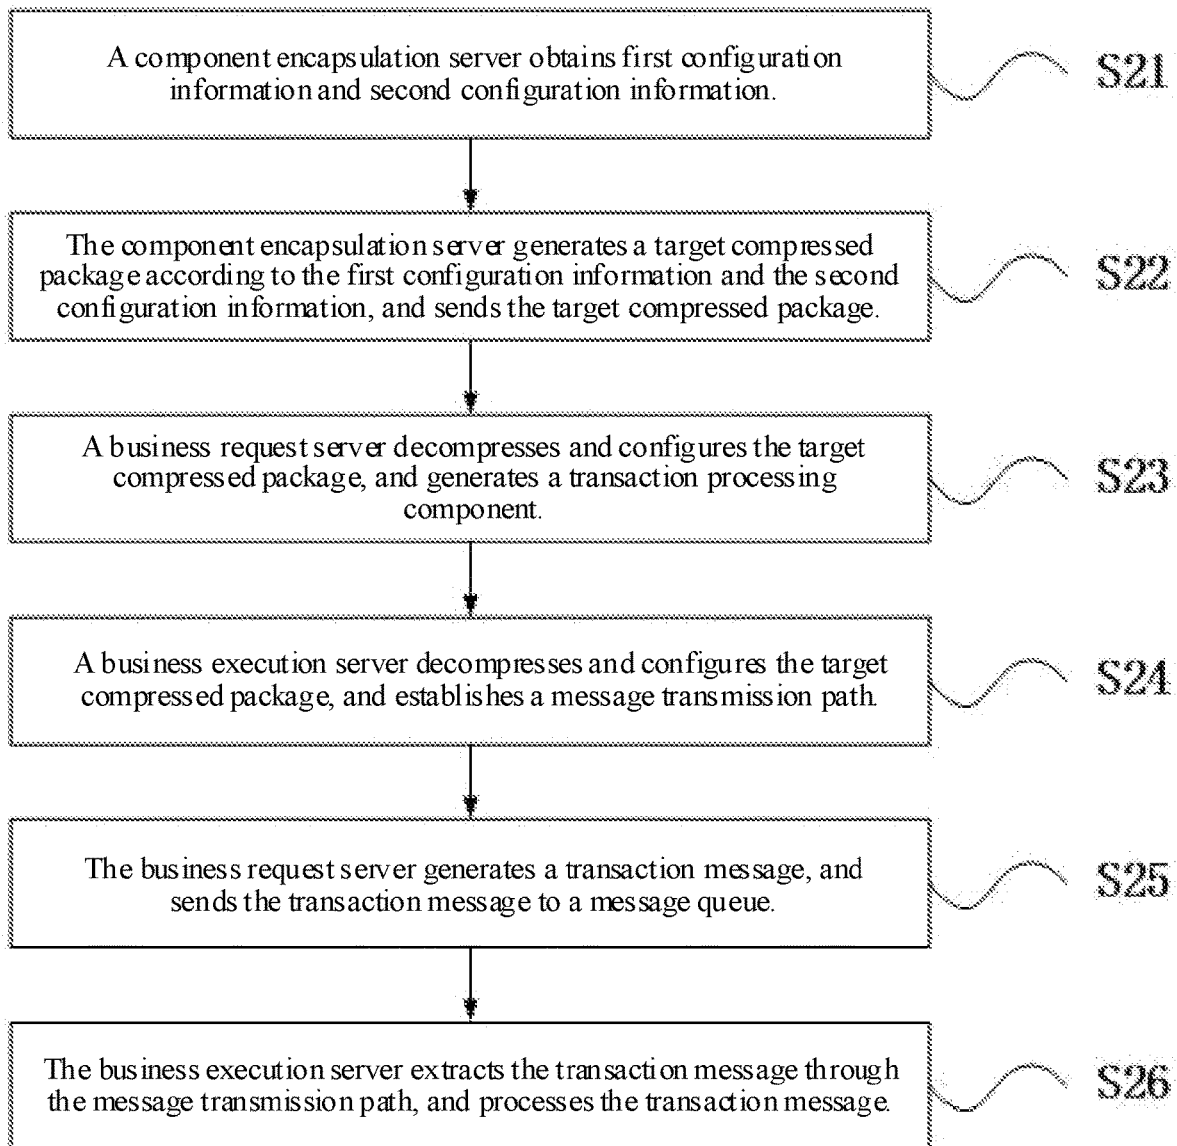 A component encapsulation server obtains first configuration
information and second configuration information.
S21
The component encapsulation server generates a target compressed
package according to the first configuration information and the second
configuration information, and sends the target compressed package.
S22
A business request server decompresses and configures the target
compressed package, and generates a transaction processing
component.
S23
A business execution server decompresses and configures the target
compressed package, and establishes a message transmission path.
S24
The business request server generates a transaction message, and
sends the transaction message to a message queue.
S25
The business execution server extracts the transaction message through
the message transmission path, and processes the transaction message.
S26